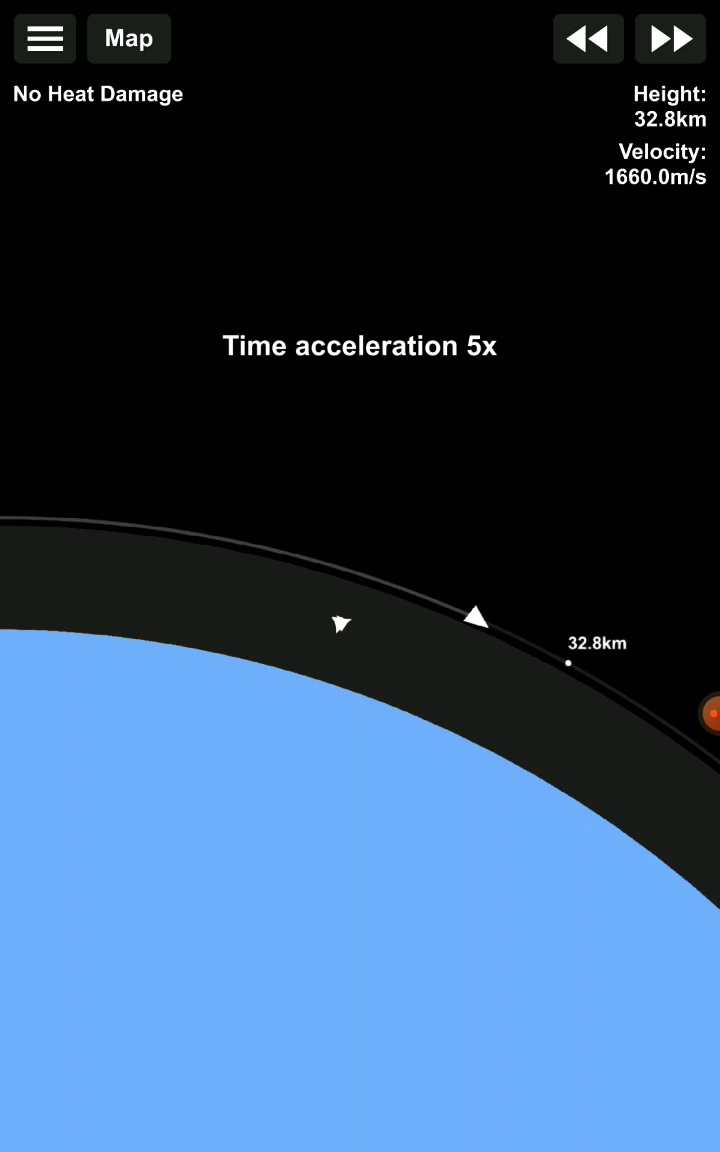 Map
No Heat Damage
Height:
32.8km
Velocity:
1660.0m/s
Time acceleration 5x
32.8km